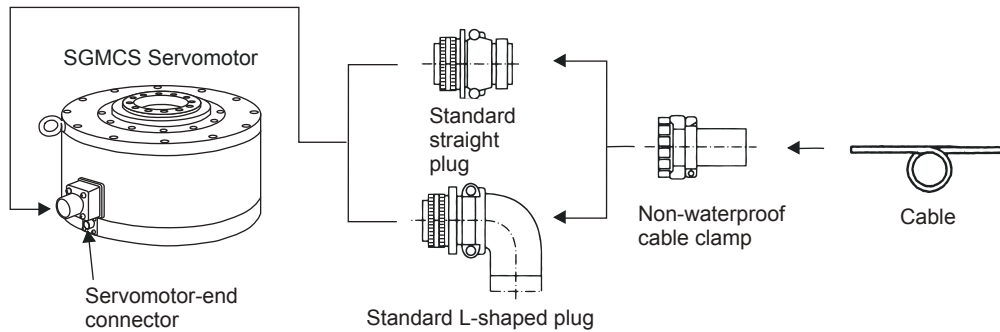 SGMCS Servomotor
Standard
straight
plug
Non-waterproof
cable clamp
Cable
Servomotor-end
connector
Standard L-shaped plug